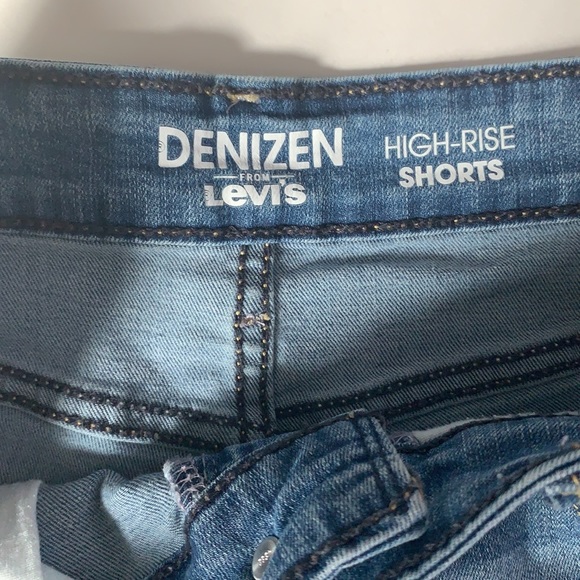 DENIZEN
FROM
Levi's
HIGH-RISE
SHORTS